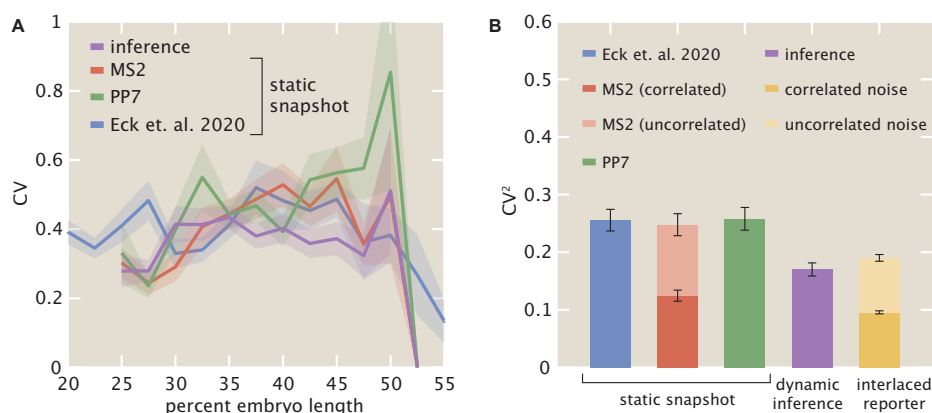 A
CV
1
0.8
0.6
0.4
0.2
0
inference
MS2
PP7
Eck et. al. 2020
static
snapshot
20 25 30 35 40 45 50 55
percent embryo length
B
CV²
0.6
0.5
0.4
0.3
0.2
0.1
0
Eck et. al. 2020
MS2 (correlated)
MS2 (uncorrelated)
PP7
inference
correlated noise
uncorrelated noise
static snapshot
dynamic
inference
interlaced
reporter